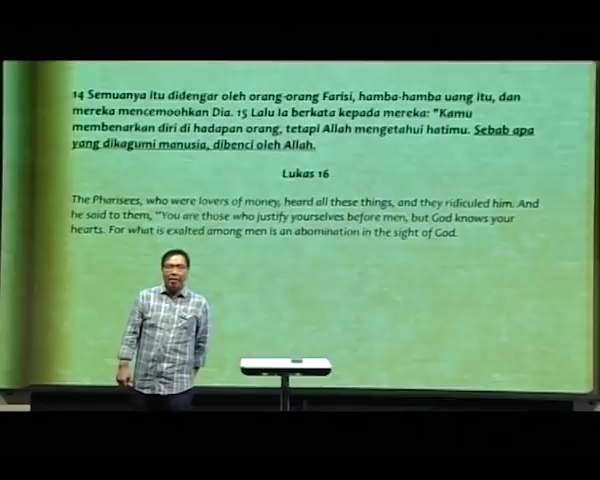 14 Semuanya itu didengar oleh orang-orang Farisi, hamba-hamba uang itu, dan
mereka mencemoohkan Dia. 15 Lalu Ia berkata kepada mereka: "Kamu
membenarkan diri di hadapan orang, tetapi Allah mengetahui hatimu. Sebab apa
yang dikagumi manusia, dibenci oleh Allah.
Lukas 16
The Pharisees, who were lovers of money, heard all these things, and they ridiculed him. And
he said to them, "You are those who justify yourselves before men, but God knows your
hearts. For what is exalted among men is an abomination in the sight of God.